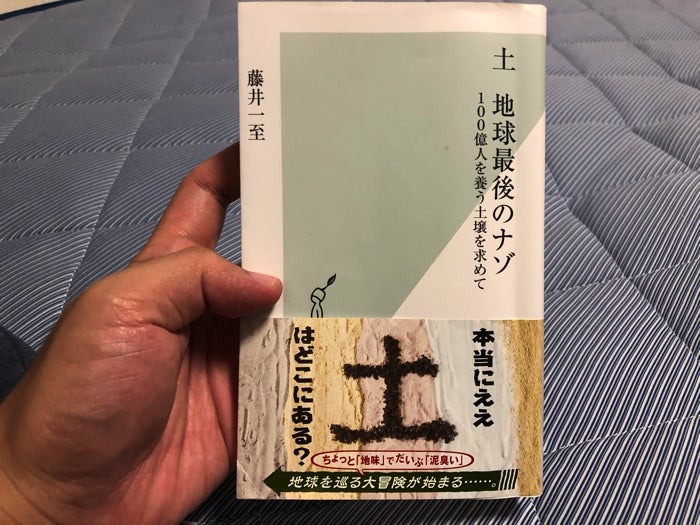 土 地球最後のナゾ
100億人を養う土壌を求めて
藤井一至
本当にええ
土
はどこにある?
ちょっと「地味」でだいぶ「泥臭い」
地球を巡る大冒険が始まる……。